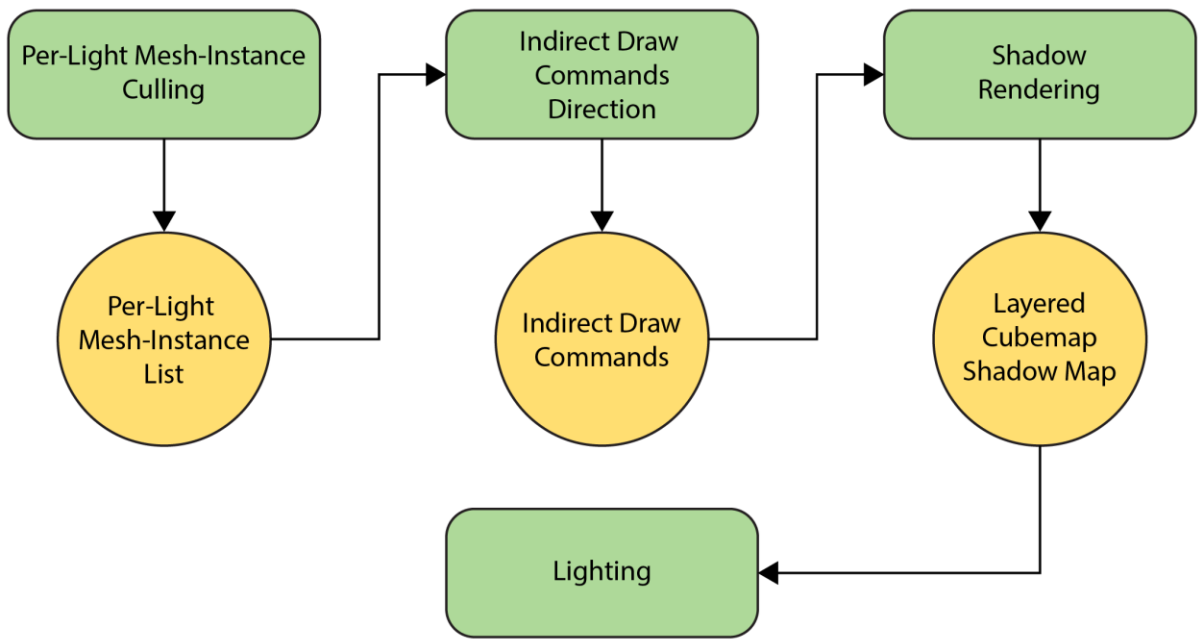 Per-Light Mesh-Instance
Culling
Indirect Draw
Commands
Direction
Shadow
Rendering
Per-Light
Mesh-Instance
List
Indirect Draw
Commands
Layered
Cubemap
Shadow Map
Lighting